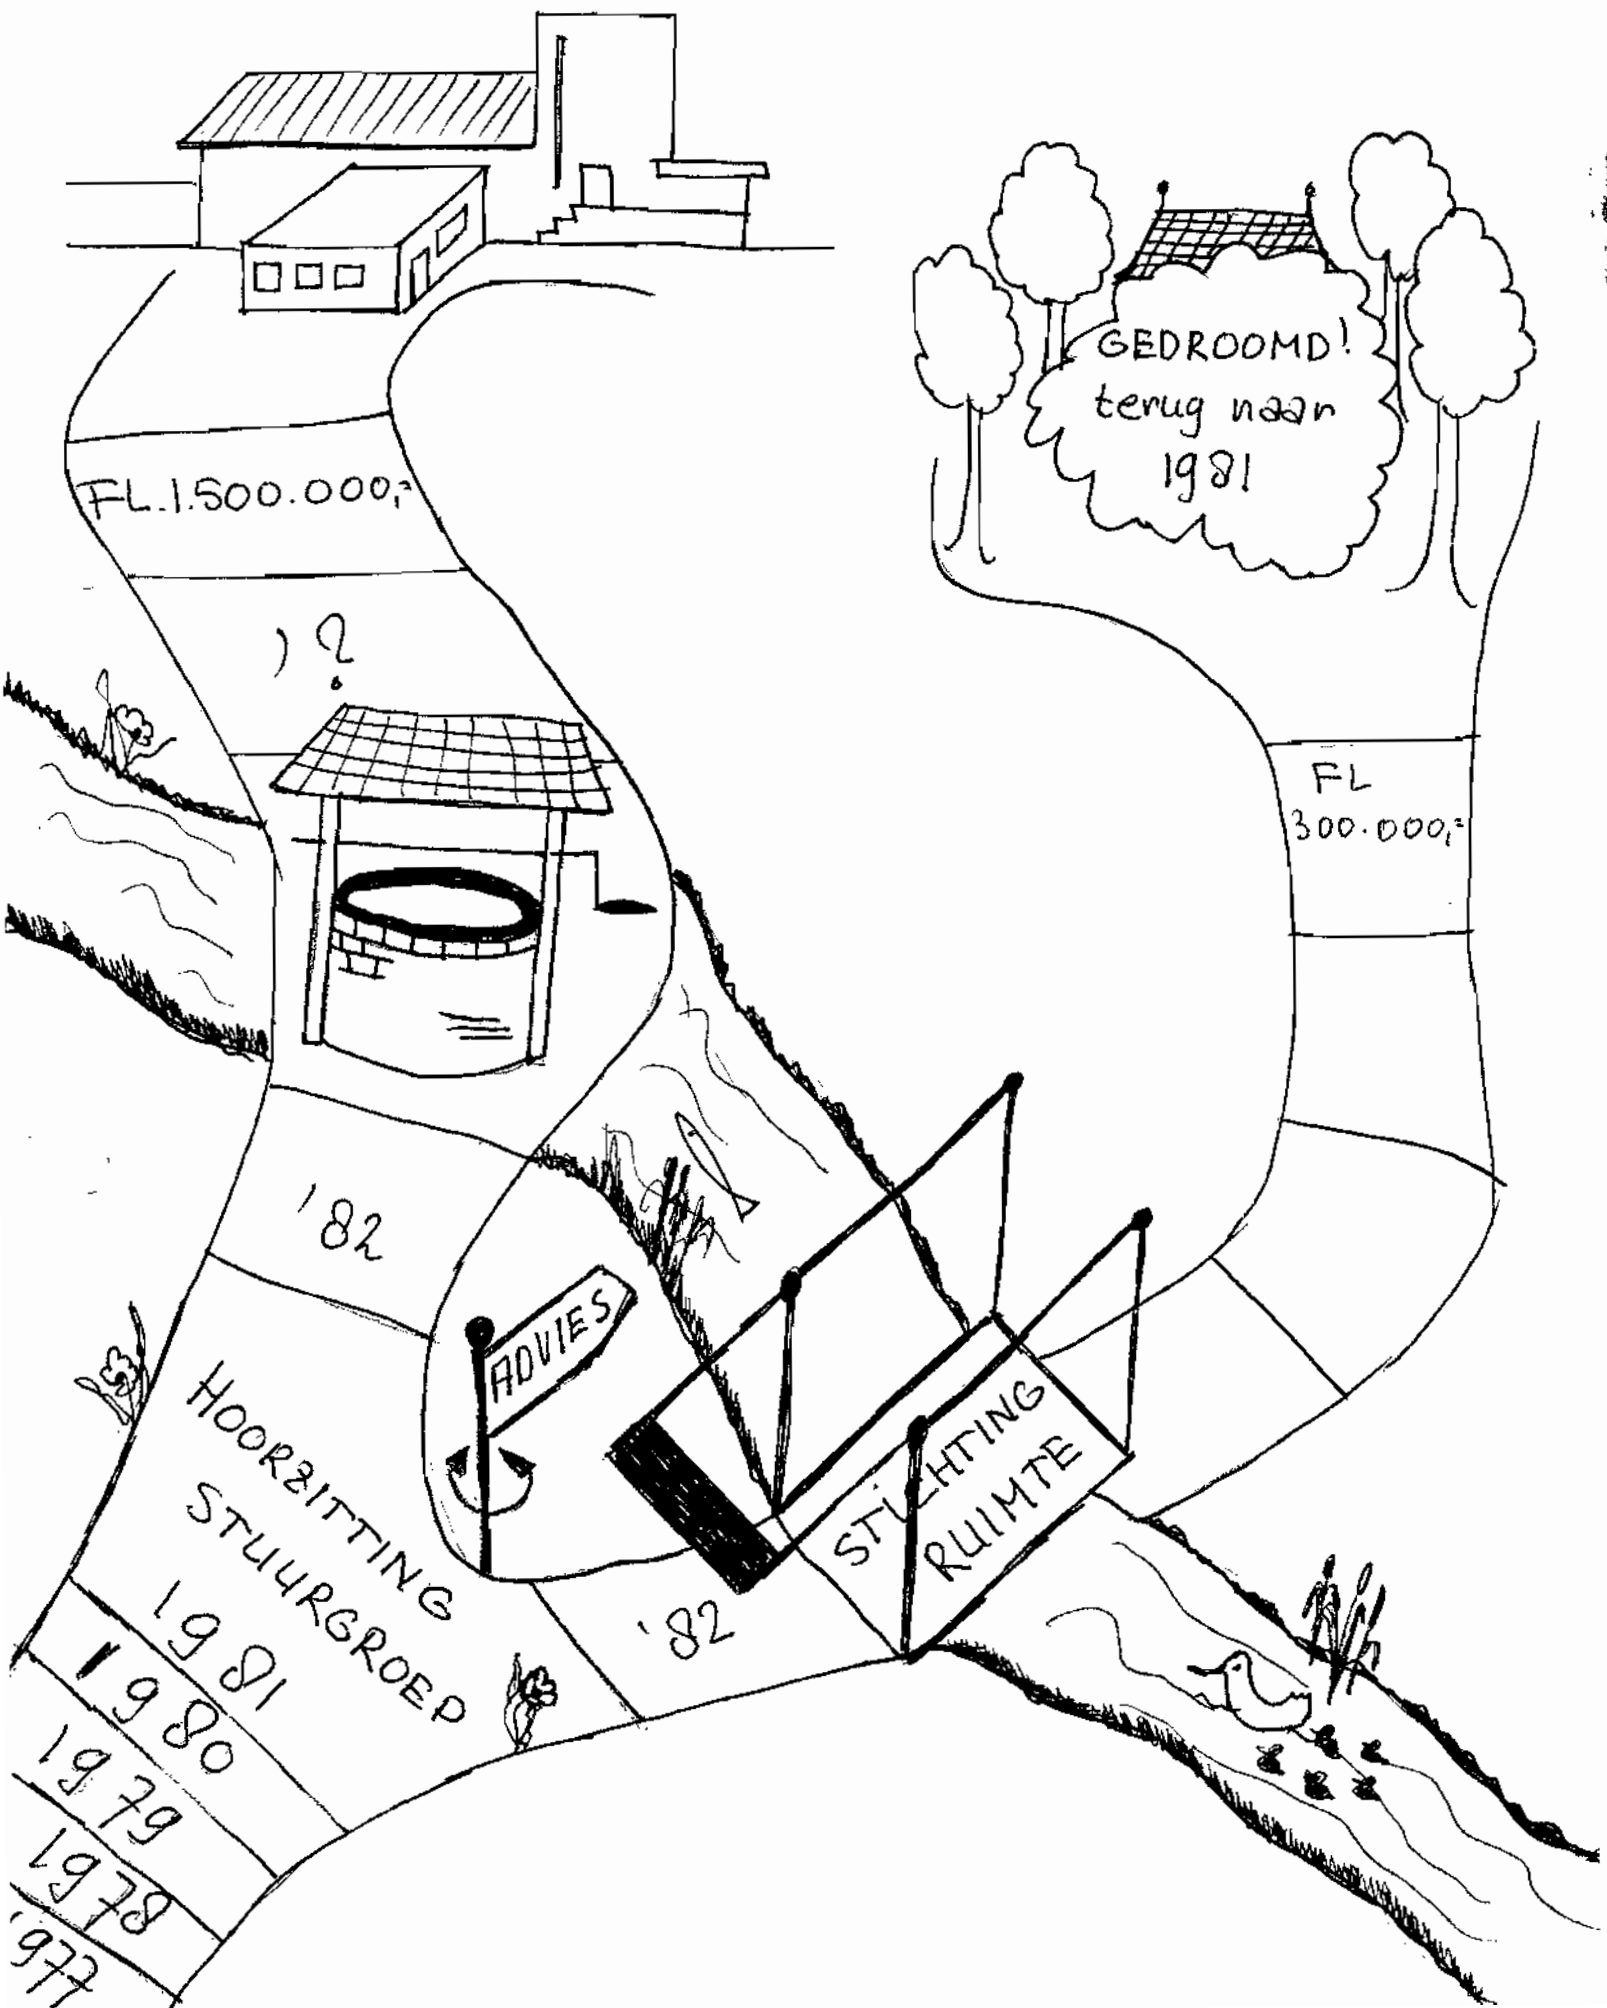 GEDROOMD!
terug naar
1981
FL.1.500.000,=
'?
FL
300.000,=
'82
ADVIES
HOORZITTING
STUURGROEP
STICHTING
RUIMTE
'82
1981
1980
1979
1978
1977